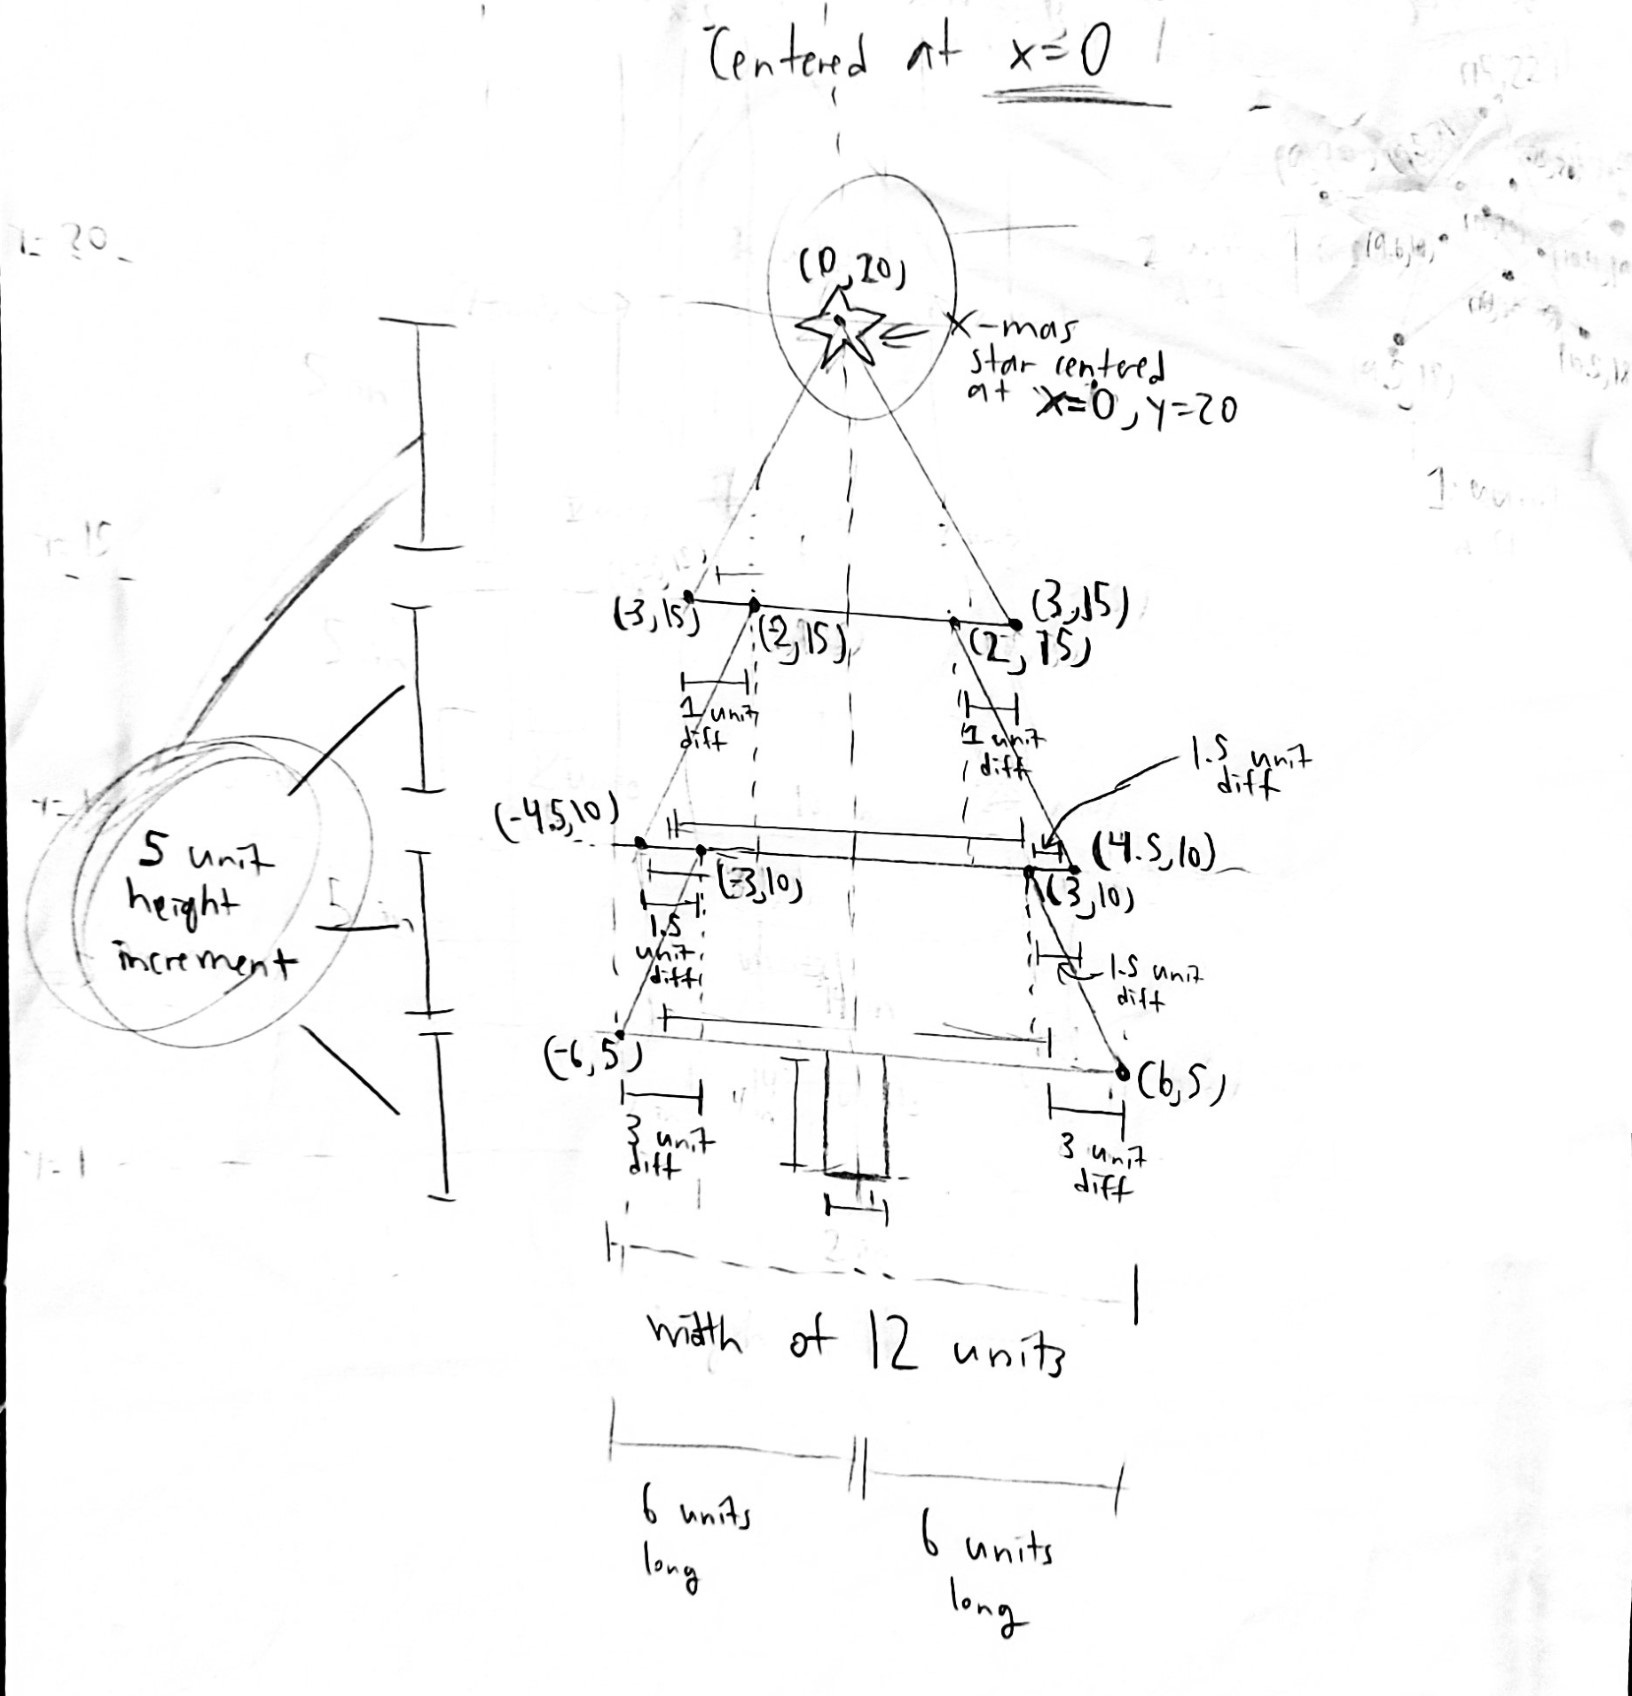 Centered at x=0
(0,20)
X-mas
star centered
at x=0, y=20
(-3,15)
(-2,15)
(2, 15)
(3,15)
1 unit
diff
1 unit
diff
1.5 unit
diff
(-4.5,10)
(-3,10)
(3,10)
(4.5,10)
5 unit
height
increment
1.5
unit
diff
1.5 unit
diff
(-6,5)
(6,5)
3 unit
diff
3 unit
diff
width of 12 units
6 units
long
6 units
long